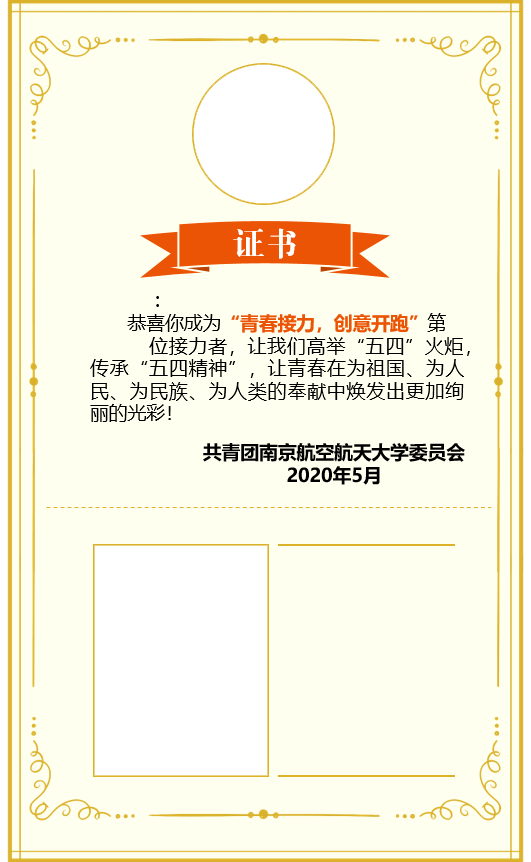 证书
：
恭喜你成为“青春接力，创意开跑”第
位接力者，让我们高举“五四”火炬，
传承“五四精神”，让青春在为祖国、为人
民、为民族、为人类的奉献中焕发出更加绚
丽的光彩！
共青团南京航空航天大学委员会
2020年5月